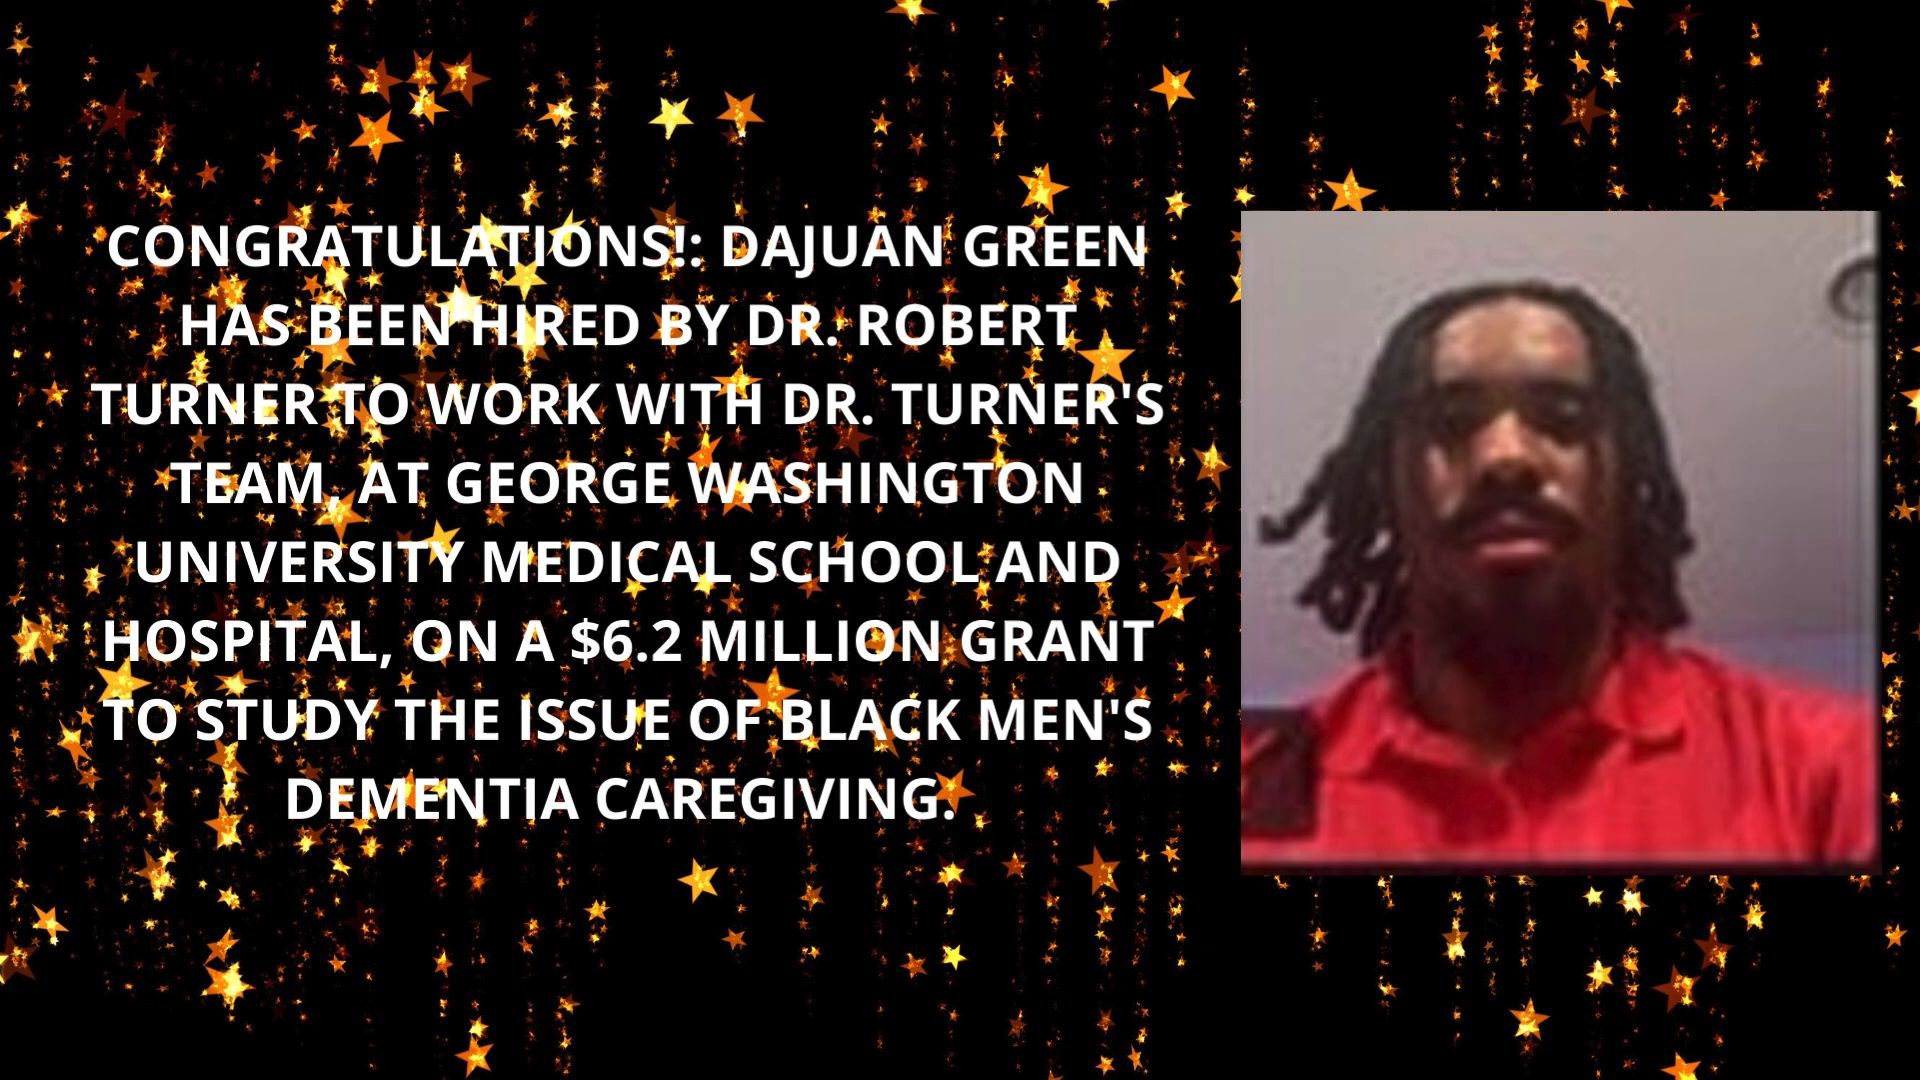 CONGRATULATIONS!: DAJUAN GREEN
HAS BEEN HIRED BY DR. ROBERT
TURNER TO WORK WITH DR. TURNER'S
TEAM, AT GEORGE WASHINGTON
UNIVERSITY MEDICAL SCHOOL AND
HOSPITAL, ON A $6.2 MILLION GRANT
TO STUDY THE ISSUE OF BLACK MEN'S
DEMENTIA CAREGIVING.